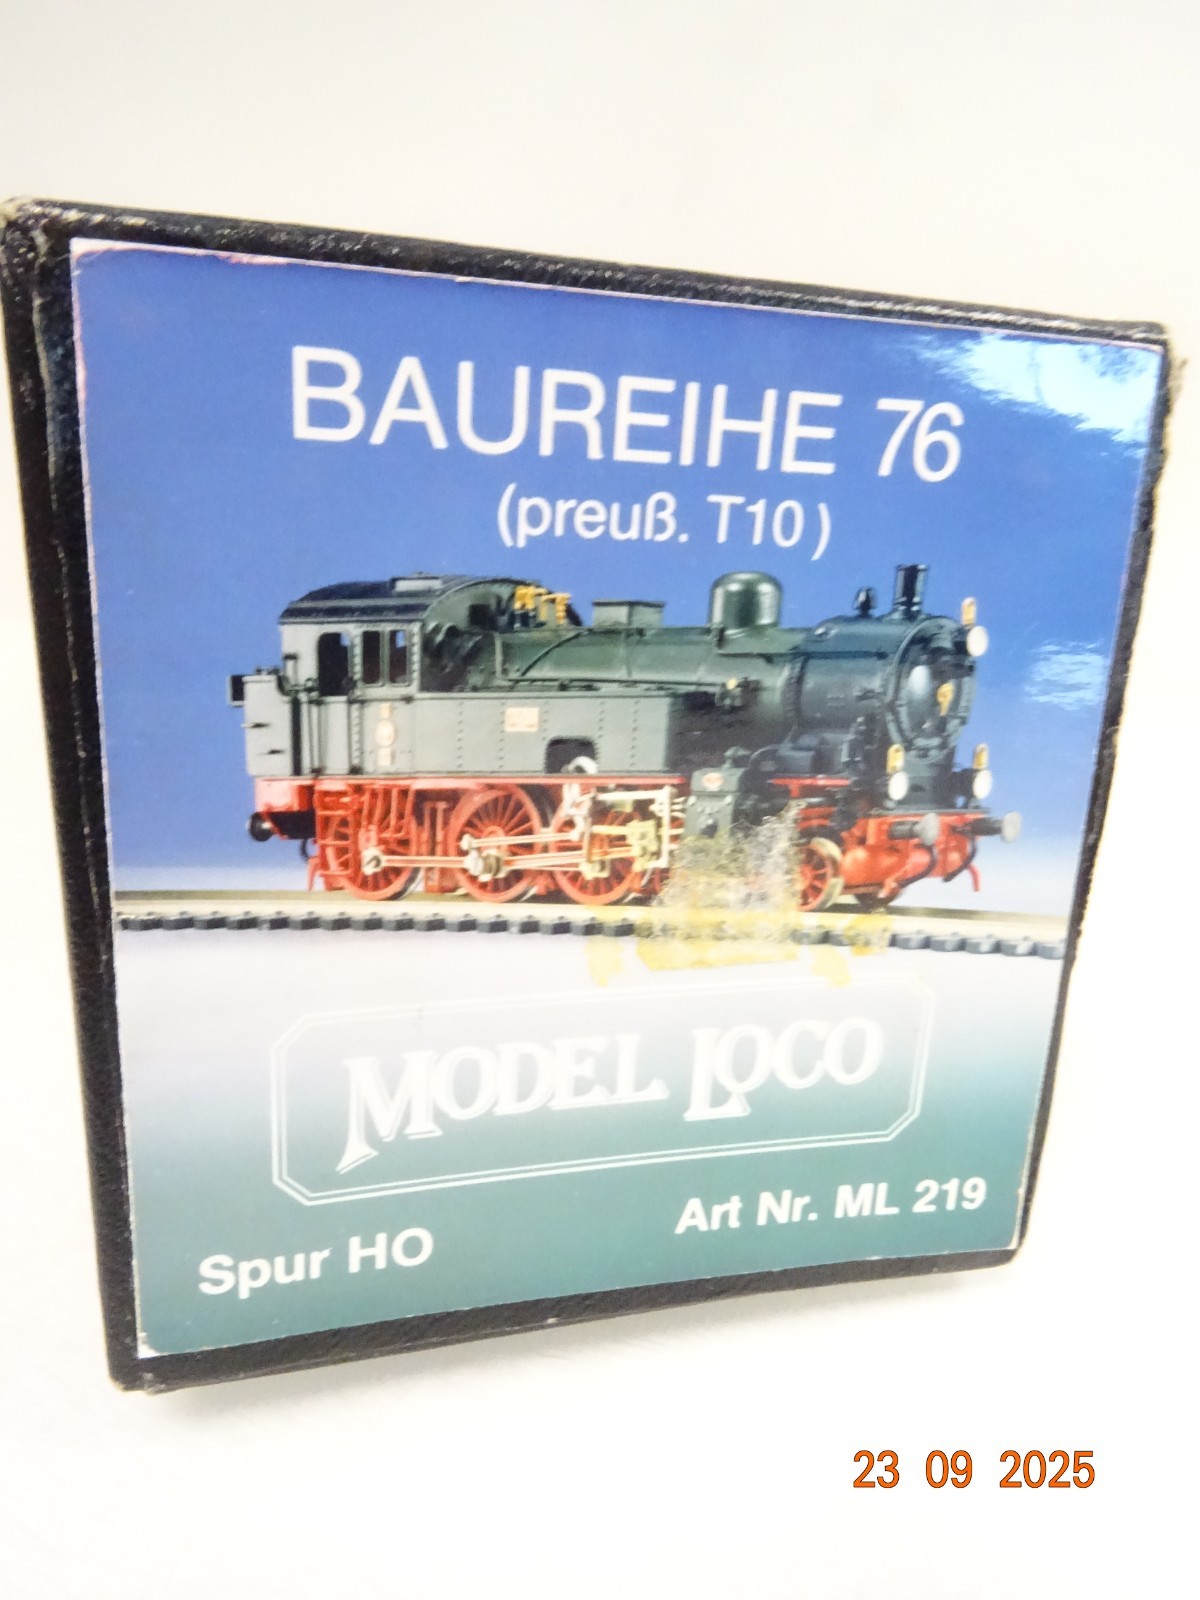 BAUREIHE 76
(preuß. T10)
MODEL LOCO
Art Nr. ML 219
Spur HO
23 09 2025